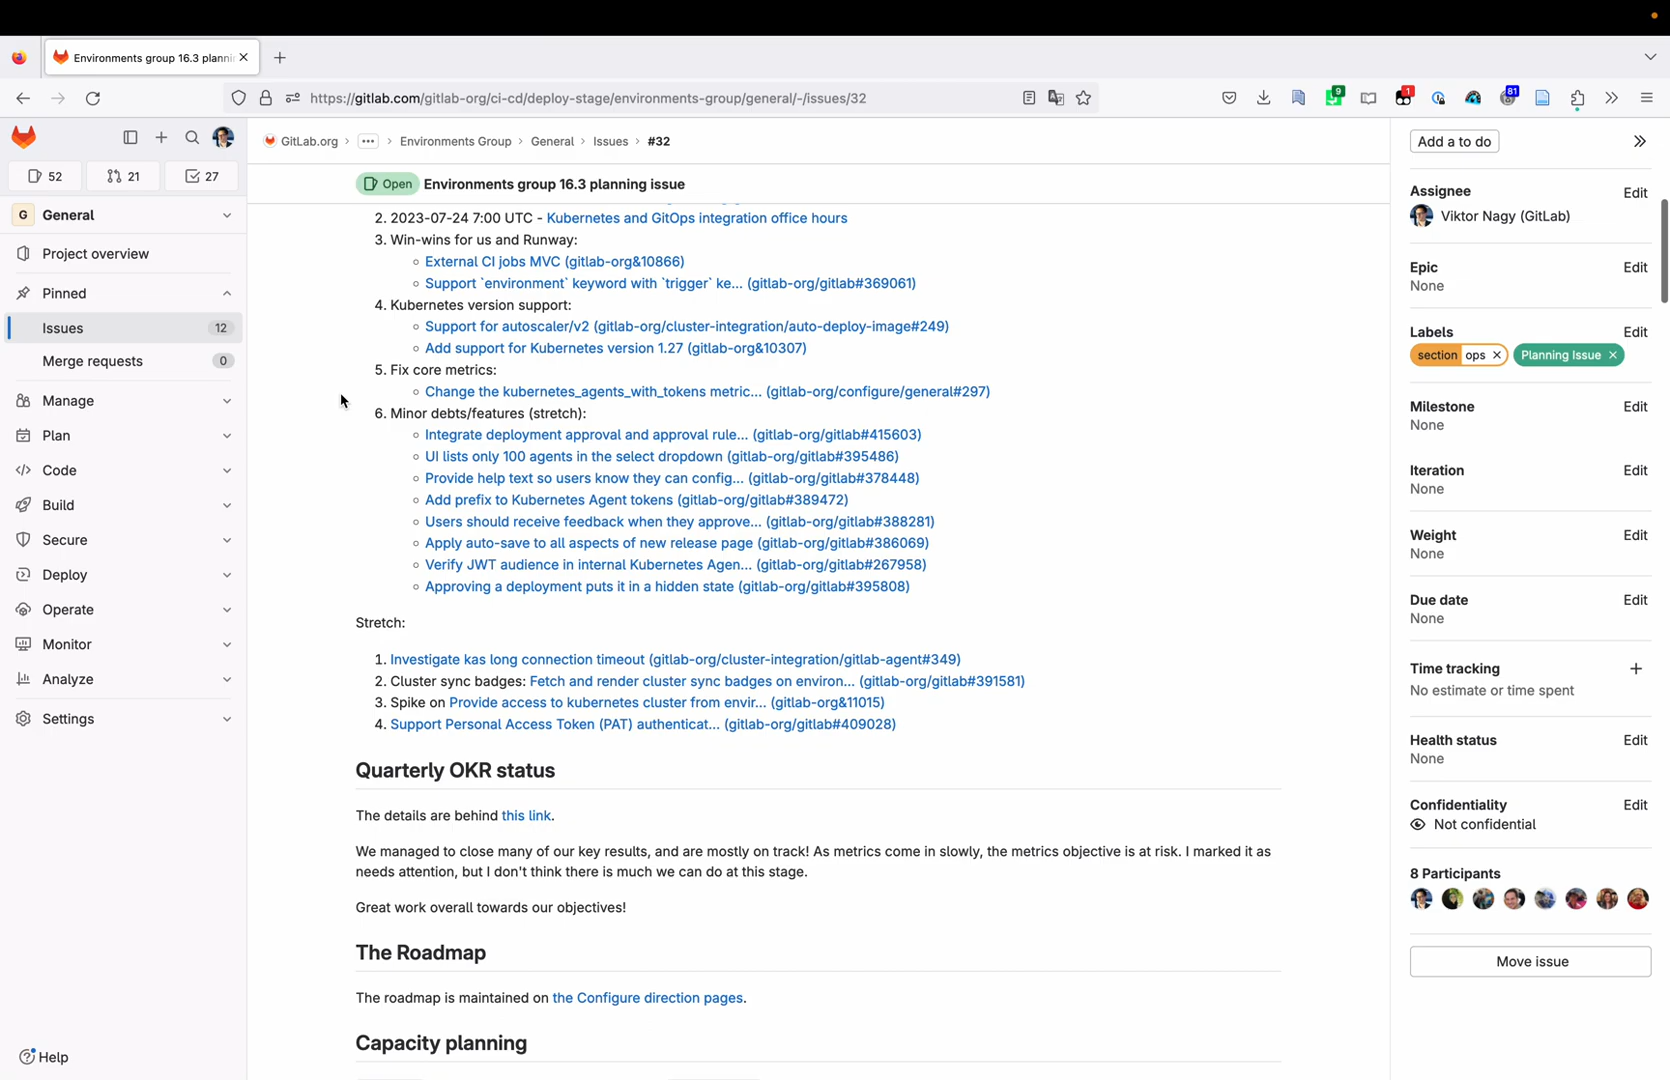 Environments group 16.3 planni
https://gitlab.com/gitlab-org/ci-cd/deploy-stage/environments-group/general/-/issues/32
9
1
81
GitLab.org
Environments Group
General
Issues
#32
Add a to do
52
21
27
Open
Environments group 16.3 planning issue
G
General
Project overview
Pinned
Issues
12
Merge requests
0
Manage
Plan
Code
Build
Secure
Deploy
Operate
Monitor
Analyze
Settings
Help
2. 2023-07-24 7:00 UTC - Kubernetes and GitOps integration office hours
3. Win-wins for us and Runway:
External CI jobs MVC (gitlab-org&10866)
Support `environment` keyword with `trigger` ke... (gitlab-org/gitlab#369061)
4. Kubernetes version support:
Support for autoscaler/v2 (gitlab-org/cluster-integration/auto-deploy-image#249)
Add support for Kubernetes version 1.27 (gitlab-org&10307)
5. Fix core metrics:
Change the kubernetes_agents_with_tokens metric... (gitlab-org/configure/general#297)
6. Minor debts/features (stretch):
Integrate deployment approval and approval rule... (gitlab-org/gitlab#415603)
UI lists only 100 agents in the select dropdown (gitlab-org/gitlab#395486)
Provide help text so users know they can config... (gitlab-org/gitlab#378448)
Add prefix to Kubernetes Agent tokens (gitlab-org/gitlab#389472)
Users should receive feedback when they approve... (gitlab-org/gitlab#388281)
Apply auto-save to all aspects of new release page (gitlab-org/gitlab#386069)
Verify JWT audience in internal Kubernetes Agen... (gitlab-org/gitlab#267958)
Approving a deployment puts it in a hidden state (gitlab-org/gitlab#395808)
Stretch:
1. Investigate kas long connection timeout (gitlab-org/cluster-integration/gitlab-agent#349)
2. Cluster sync badges: Fetch and render cluster sync badges on environ... (gitlab-org/gitlab#391581)
3. Spike on Provide access to kubernetes cluster from envir... (gitlab-org&11015)
4. Support Personal Access Token (PAT) authenticat... (gitlab-org/gitlab#409028)
Quarterly OKR status
The details are behind this link.
We managed to close many of our key results, and are mostly on track! As metrics come in slowly, the metrics objective is at risk. I marked it as
needs attention, but I don't think there is much we can do at this stage.
Great work overall towards our objectives!
The Roadmap
The roadmap is maintained on the Configure direction pages.
Capacity planning
Assignee
Edit
Viktor Nagy (GitLab)
Epic
Edit
None
Labels
Edit
section ops
Planning Issue
Milestone
Edit
None
Iteration
Edit
None
Weight
Edit
None
Due date
Edit
None
Time tracking
No estimate or time spent
Health status
Edit
None
Confidentiality
Edit
Not confidential
8 Participants
Move issue